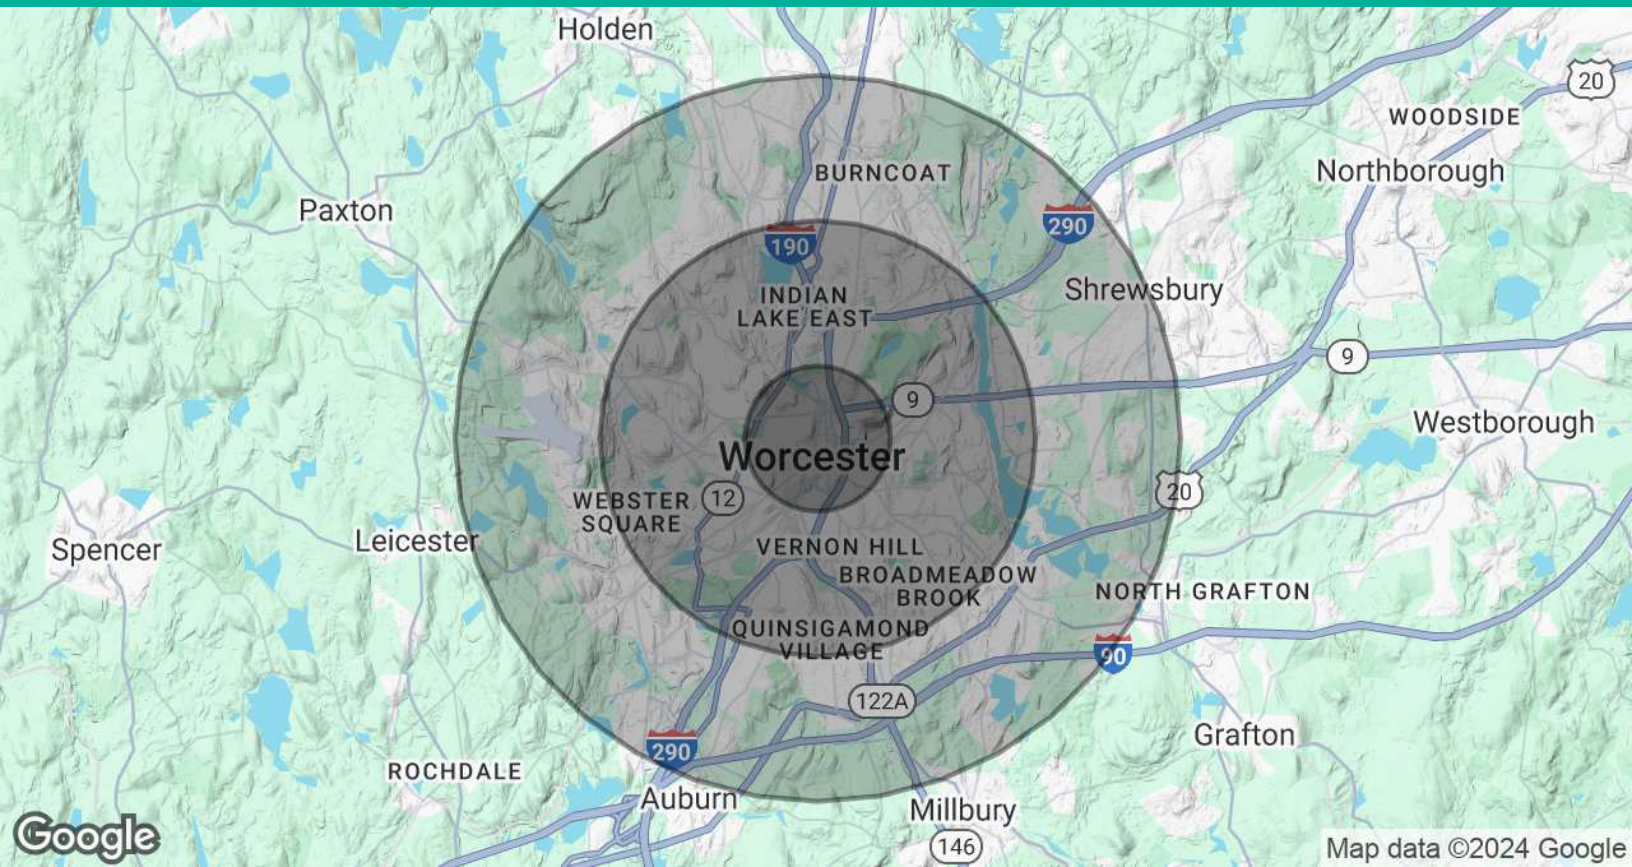 Holden
20
WOODSIDE
BURNCOAT
Northborough
Paxton
290
190
Shrewsbury
INDIAN
LAKE EAST
9
9
Westborough
Worcester
WEBSTER
SQUARE
12
20
Spencer
Leicester
VERNON HILL
BROADMEADOW
BROOK
NORTH GRAFTON
QUINSIGAMOND
VILLAGE
90
122A
Grafton
290
ROCHDALE
Auburn
Millbury
146
Google
Map data ©2024 Google